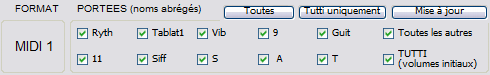 FORMAT PORTEES (noms abrégés) Toutes Tutti uniquement Mise à jour
MIDI 1
Ryth Tablat1 Vib 9 Guit Toutes les autres
11 Siff S A T TUTTI
(volumes initiaux)